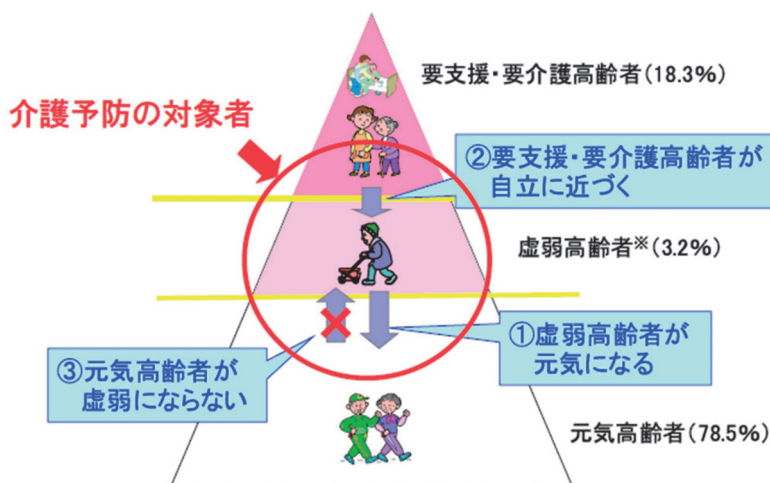 要支援・要介護高齢者(18.3%)
介護予防の対象者
②要支援・要介護高齢者が
自立に近づく
虚弱高齢者※(3.2%)
①虚弱高齢者が
元気になる
③元気高齢者が
虚弱にならない
元気高齢者(78.5%)